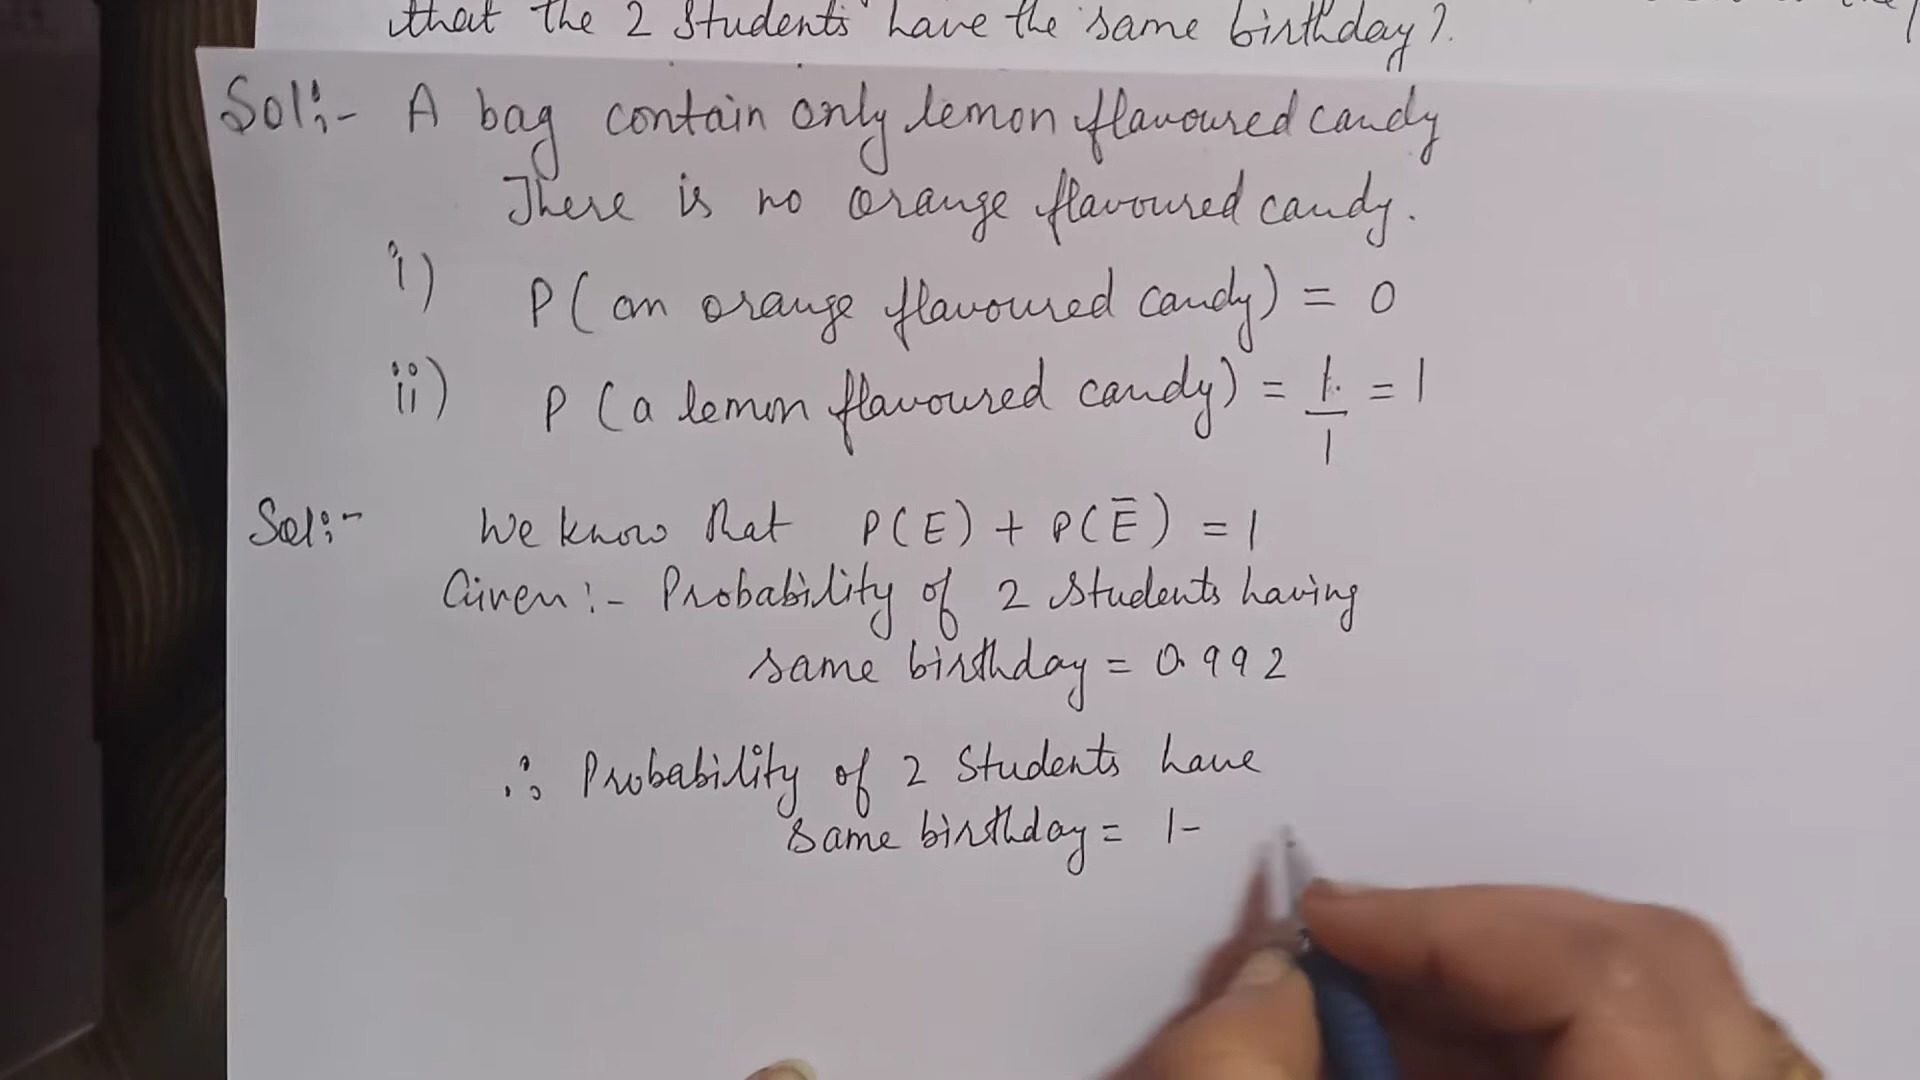 that the 2 students have the same birthday?
Sol:- A bag contain only lemon flavoured candy
There is no orange flavoured candy.
i) P(an orange flavoured candy) = 0
ii) P(a lemon flavoured candy) = 1/1 = 1
Sol:- We know that P(E) + P(Ē) = 1
Given:- Probability of 2 students having
same birthday = 0.992
∴ Probability of 2 students have
same birthday = 1-